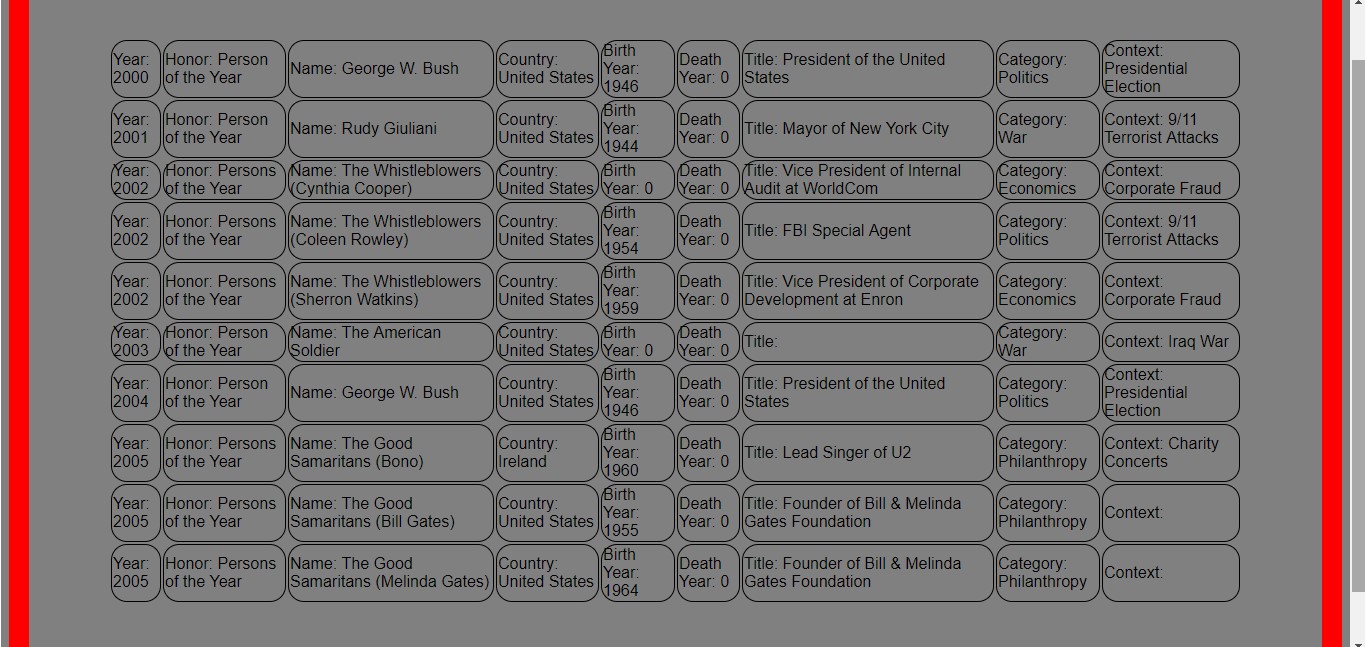 Year: 2000 Honor: Person of the Year Name: George W. Bush Country: United States Birth Year: 1946 Death Year: 0 Title: President of the United States Category: Politics Context: Presidential Election
Year: 2001 Honor: Person of the Year Name: Rudy Giuliani Country: United States Birth Year: 1944 Death Year: 0 Title: Mayor of New York City Category: War Context: 9/11 Terrorist Attacks
Year: 2002 Honor: Persons of the Year Name: The Whistleblowers (Cynthia Cooper) Country: United States Birth Year: 0 Death Year: 0 Title: Vice President of Internal Audit at WorldCom Category: Economics Context: Corporate Fraud
Year: 2002 Honor: Persons of the Year Name: The Whistleblowers (Coleen Rowley) Country: United States Birth Year: 1954 Death Year: 0 Title: FBI Special Agent Category: Politics Context: 9/11 Terrorist Attacks
Year: 2002 Honor: Persons of the Year Name: The Whistleblowers (Sherron Watkins) Country: United States Birth Year: 1959 Death Year: 0 Title: Vice President of Corporate Development at Enron Category: Economics Context: Corporate Fraud
Year: 2003 Honor: Person of the Year Name: The American Soldier Country: United States Birth Year: 0 Death Year: 0 Title: Category: War Context: Iraq War
Year: 2004 Honor: Person of the Year Name: George W. Bush Country: United States Birth Year: 1946 Death Year: 0 Title: President of the United States Category: Politics Context: Presidential Election
Year: 2005 Honor: Persons of the Year Name: The Good Samaritans (Bono) Country: Ireland Birth Year: 1960 Death Year: 0 Title: Lead Singer of U2 Category: Philanthropy Context: Charity Concerts
Year: 2005 Honor: Persons of the Year Name: The Good Samaritans (Bill Gates) Country: United States Birth Year: 1955 Death Year: 0 Title: Founder of Bill & Melinda Gates Foundation Category: Philanthropy Context:
Year: 2005 Honor: Persons of the Year Name: The Good Samaritans (Melinda Gates) Country: United States Birth Year: 1964 Death Year: 0 Title: Founder of Bill & Melinda Gates Foundation Category: Philanthropy Context: